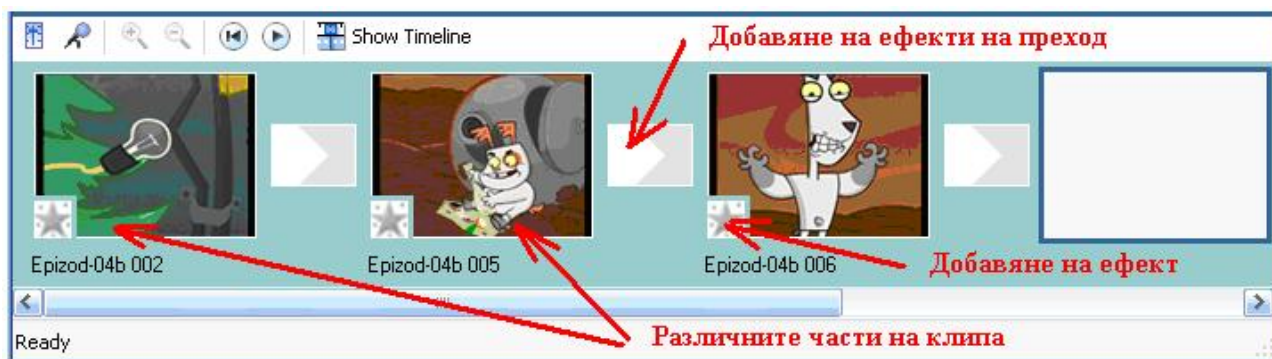 Show Timeline
Добавяне на ефекти на преход
Epizod-04b 002
Epizod-04b 005
Epizod-04b 006
Добавяне на ефект
Различните части на клипа
Ready